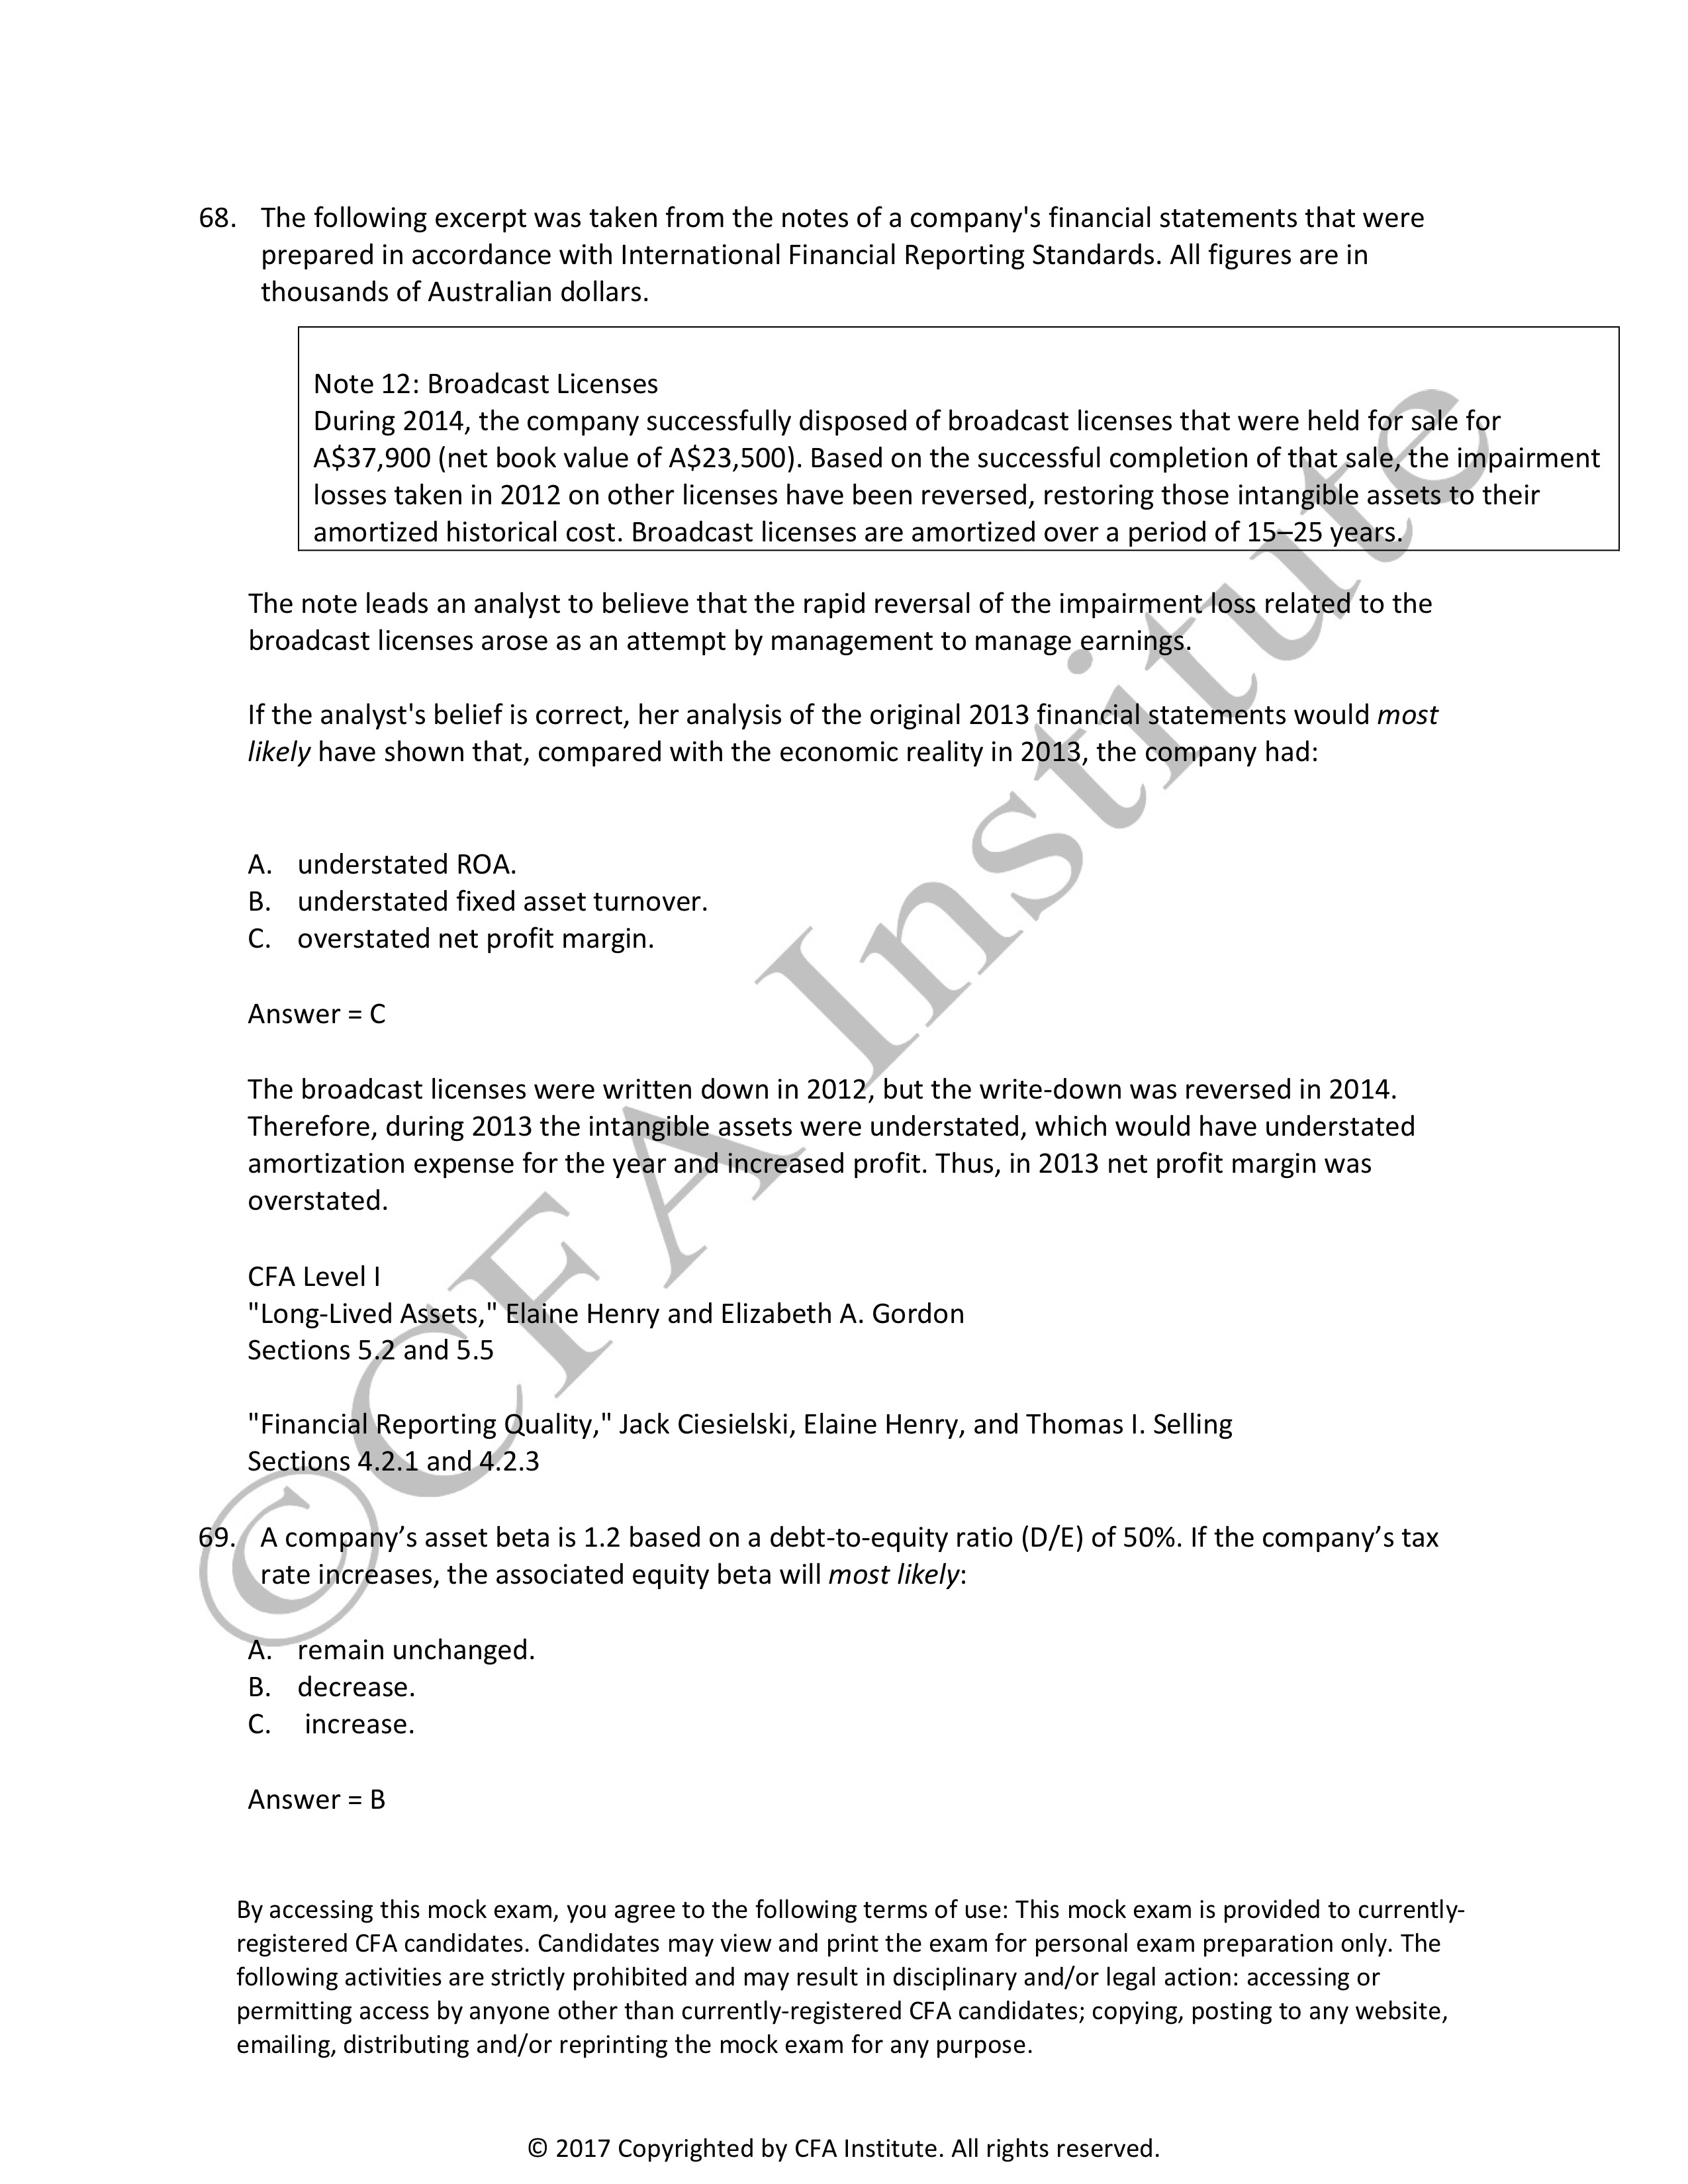 68. The following excerpt was taken from the notes of a company's financial statements that were
prepared in accordance with International Financial Reporting Standards. All figures are in
thousands of Australian dollars.
Note 12: Broadcast Licenses
During 2014, the company successfully disposed of broadcast licenses that were held for sale for
A$37,900 (net book value of A$23,500). Based on the successful completion of that sale, the impairment
losses taken in 2012 on other licenses have been reversed, restoring those intangible assets to their
amortized historical cost. Broadcast licenses are amortized over a period of 15–25 years.
The note leads an analyst to believe that the rapid reversal of the impairment loss related to the
broadcast licenses arose as an attempt by management to manage earnings.
If the analyst's belief is correct, her analysis of the original 2013 financial statements would most
likely have shown that, compared with the economic reality in 2013, the company had:
A. understated ROA.
B. understated fixed asset turnover.
C. overstated net profit margin.
Answer = C
The broadcast licenses were written down in 2012, but the write-down was reversed in 2014.
Therefore, during 2013 the intangible assets were understated, which would have understated
amortization expense for the year and increased profit. Thus, in 2013 net profit margin was
overstated.
CFA Level I
"Long-Lived Assets," Elaine Henry and Elizabeth A. Gordon
Sections 5.2 and 5.5
"Financial Reporting Quality," Jack Ciesielski, Elaine Henry, and Thomas I. Selling
Sections 4.2.1 and 4.2.3
69. A company’s asset beta is 1.2 based on a debt-to-equity ratio (D/E) of 50%. If the company’s tax
rate increases, the associated equity beta will most likely:
A. remain unchanged.
B. decrease.
C. increase.
Answer = B
By accessing this mock exam, you agree to the following terms of use: This mock exam is provided to currently-
registered CFA candidates. Candidates may view and print the exam for personal exam preparation only. The
following activities are strictly prohibited and may result in disciplinary and/or legal action: accessing or
permitting access by anyone other than currently-registered CFA candidates; copying, posting to any website,
emailing, distributing and/or reprinting the mock exam for any purpose.
© 2017 Copyrighted by CFA Institute. All rights reserved.
© CFA Institute